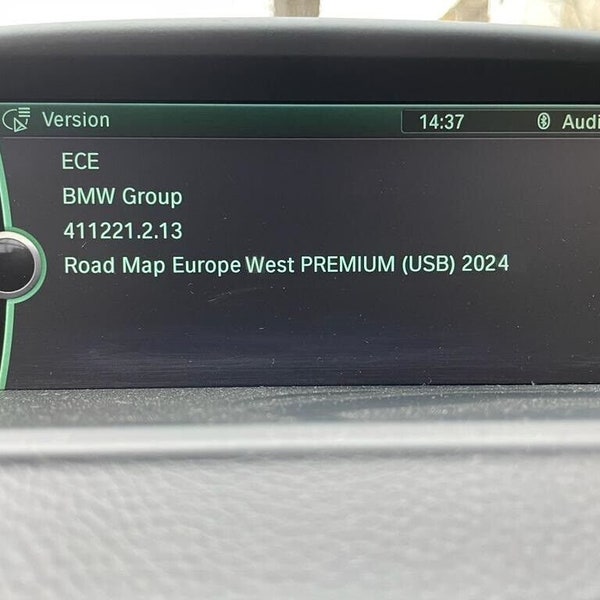 Version 14:37 Audi
ECE
BMW Group
411221.2.13
Road Map Europe West PREMIUM (USB) 2024